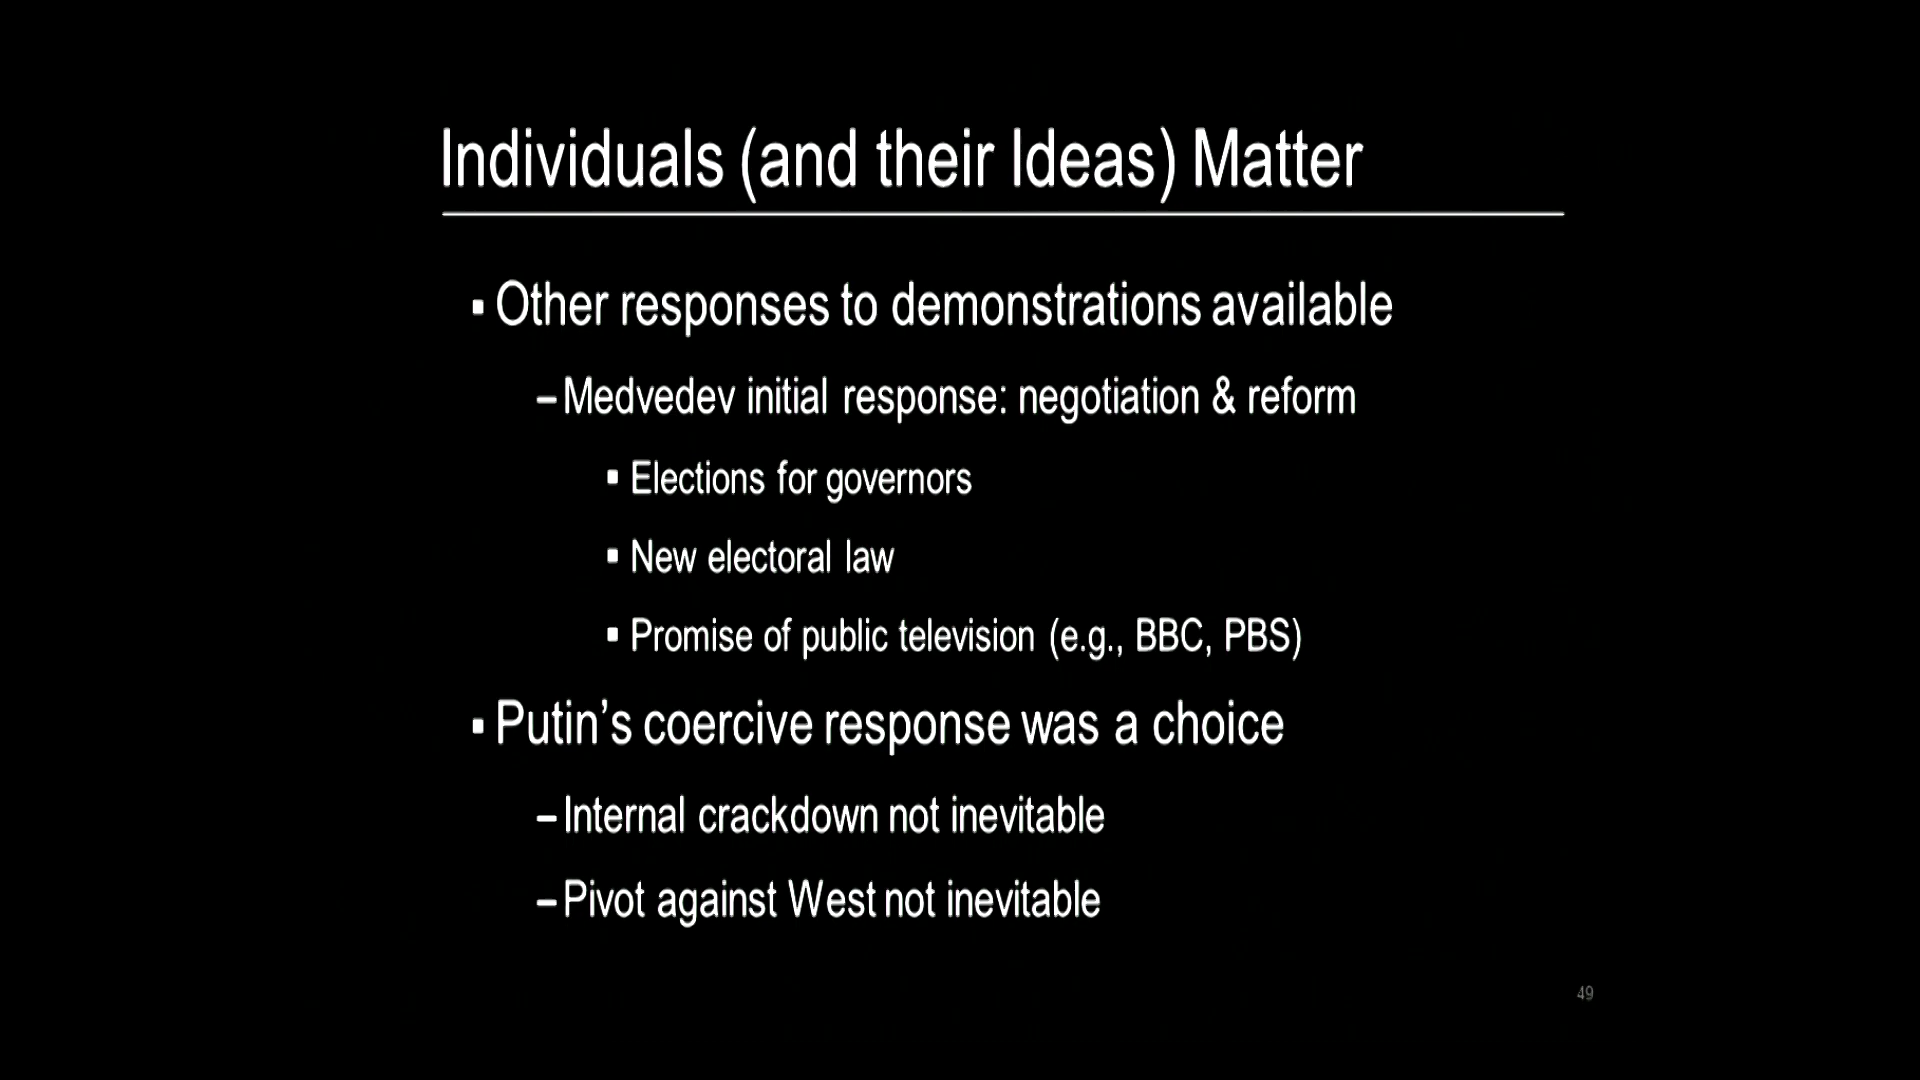 Individuals (and their Ideas) Matter
▪ Other responses to demonstrations available
– Medvedev initial response: negotiation & reform
▪ Elections for governors
▪ New electoral law
▪ Promise of public television (e.g., BBC, PBS)
▪ Putin’s coercive response was a choice
– Internal crackdown not inevitable
– Pivot against West not inevitable
49